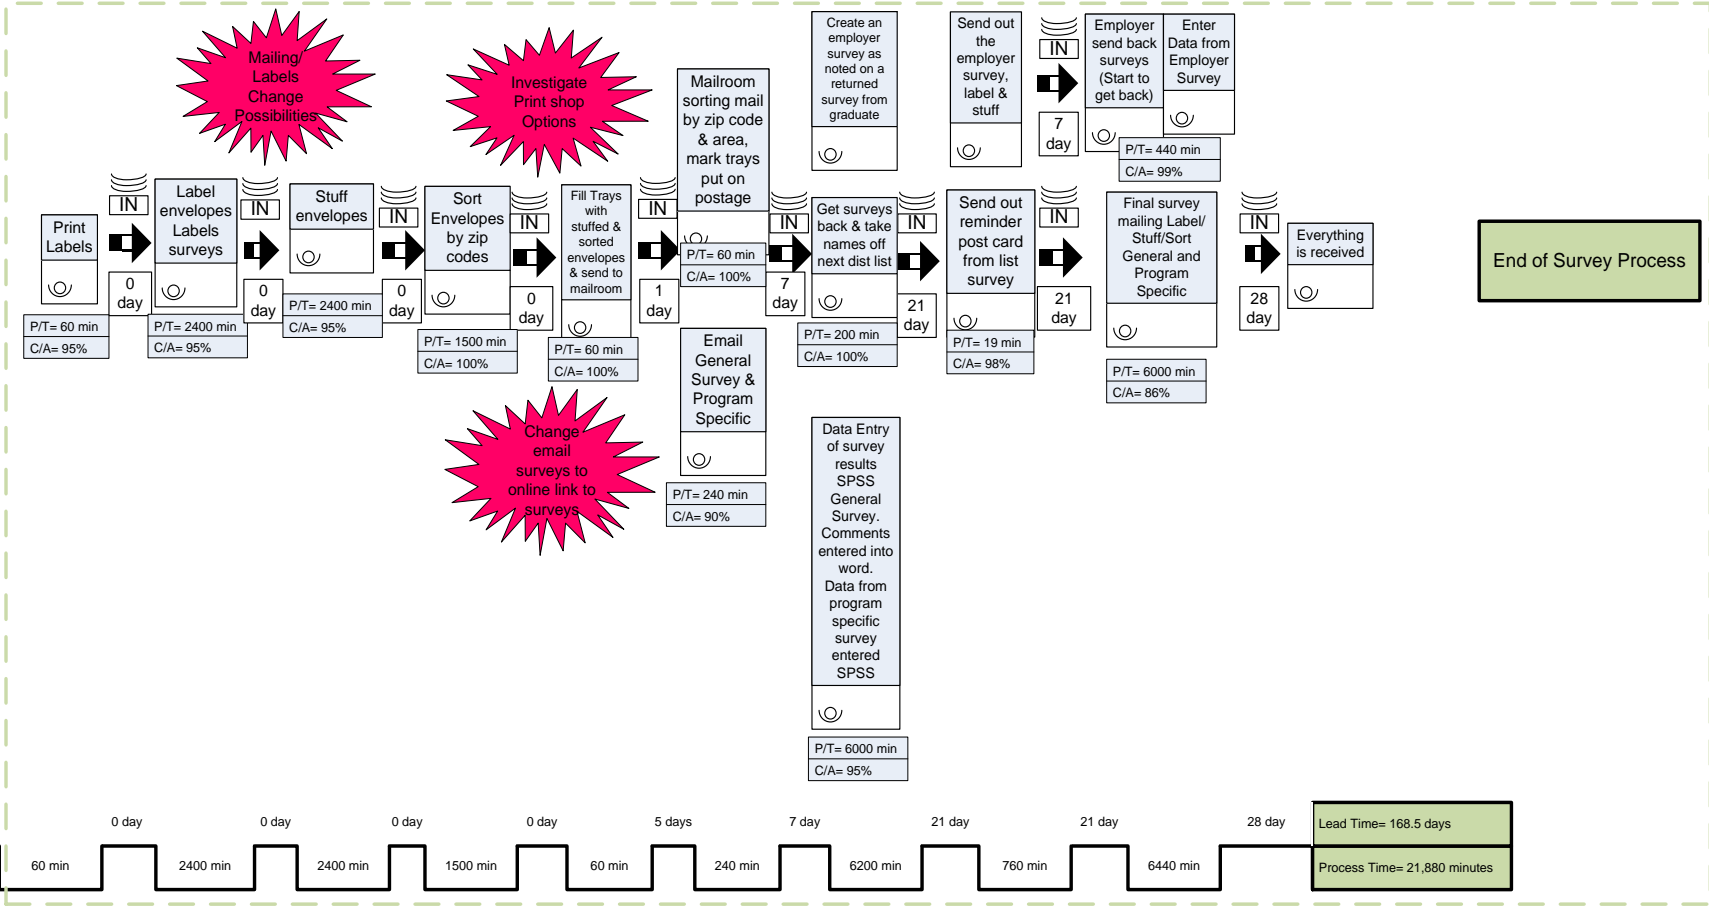 Mailing/
Labels
Change
Possibilities
Investigate
Print shop
Options
Mailroom
sorting mail
by zip code
& area,
mark trays
put on
postage
P/T= 60 min
C/A= 100%
Create an
employer
survey as
noted on a
returned
survey from
graduate
Send out
the
employer
survey,
label &
stuff
IN
7
day
Employer
send back
surveys
(Start to
get back)
Enter
Data from
Employer
Survey
P/T= 440 min
C/A= 99%
Print
Labels
P/T= 60 min
C/A= 95%
IN
0
day
Label
envelopes
Labels
surveys
P/T= 2400 min
C/A= 95%
IN
0
day
Stuff
envelopes
P/T= 2400 min
C/A= 95%
IN
0
day
Sort
Envelopes
by zip
codes
P/T= 1500 min
C/A= 100%
IN
0
day
Fill Trays
with
stuffed &
sorted
envelopes
& send to
mailroom
P/T= 60 min
C/A= 100%
IN
1
day
IN
7
day
Get surveys
back & take
names off
next dist list
P/T= 200 min
C/A= 100%
IN
21
day
Send out
reminder
post card
from list
survey
P/T= 19 min
C/A= 98%
IN
21
day
Final survey
mailing Label/
Stuff/Sort
General and
Program
Specific
P/T= 6000 min
C/A= 86%
IN
28
day
Everything
is received
End of Survey Process
Change
email
surveys to
online link to
surveys
Email
General
Survey &
Program
Specific
P/T= 240 min
C/A= 90%
Data Entry
of survey
results
SPSS
General
Survey.
Comments
entered into
word.
Data from
program
specific
survey
entered
SPSS
P/T= 6000 min
C/A= 95%
0 day
0 day
0 day
0 day
5 days
7 day
21 day
21 day
28 day
Lead Time= 168.5 days
60 min
2400 min
2400 min
1500 min
60 min
240 min
6200 min
760 min
6440 min
Process Time= 21,880 minutes